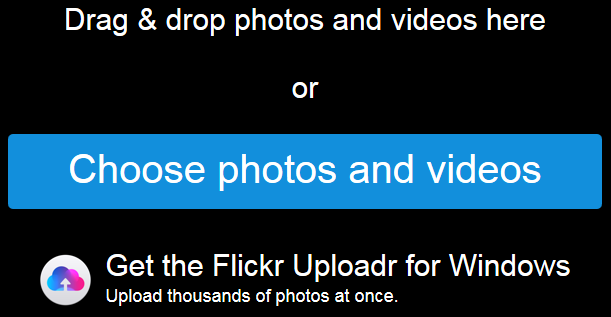 Drag & drop photos and videos here
or
Choose photos and videos
Get the Flickr Uploadr for Windows
Upload thousands of photos at once.